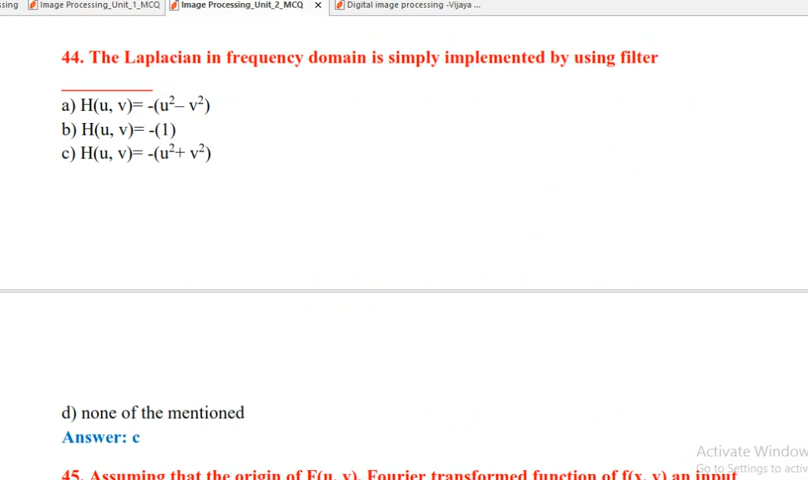 ssing Image Processing_Unit_1_MCQ Image Processing_Unit_2_MCQ × Digital image processing -Vijaya ...
44. The Laplacian in frequency domain is simply implemented by using filter
__________
a) H(u, v)= -(u²– v²)
b) H(u, v)= -(1)
c) H(u, v)= -(u²+ v²)
d) none of the mentioned
Answer: c
Activate Window
Go to Settings to activ
45. Assuming that the origin of F(u, v), Fourier transformed function of f(x, y) an input